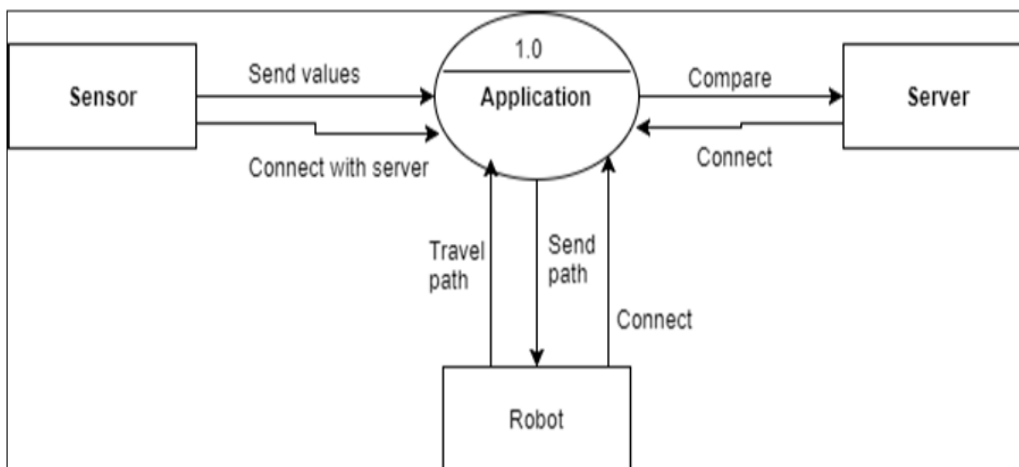 1.0
Sensor
Send values
Application
Compare
Server
Connect with server
Connect
Travel
path
Send
path
Connect
Robot